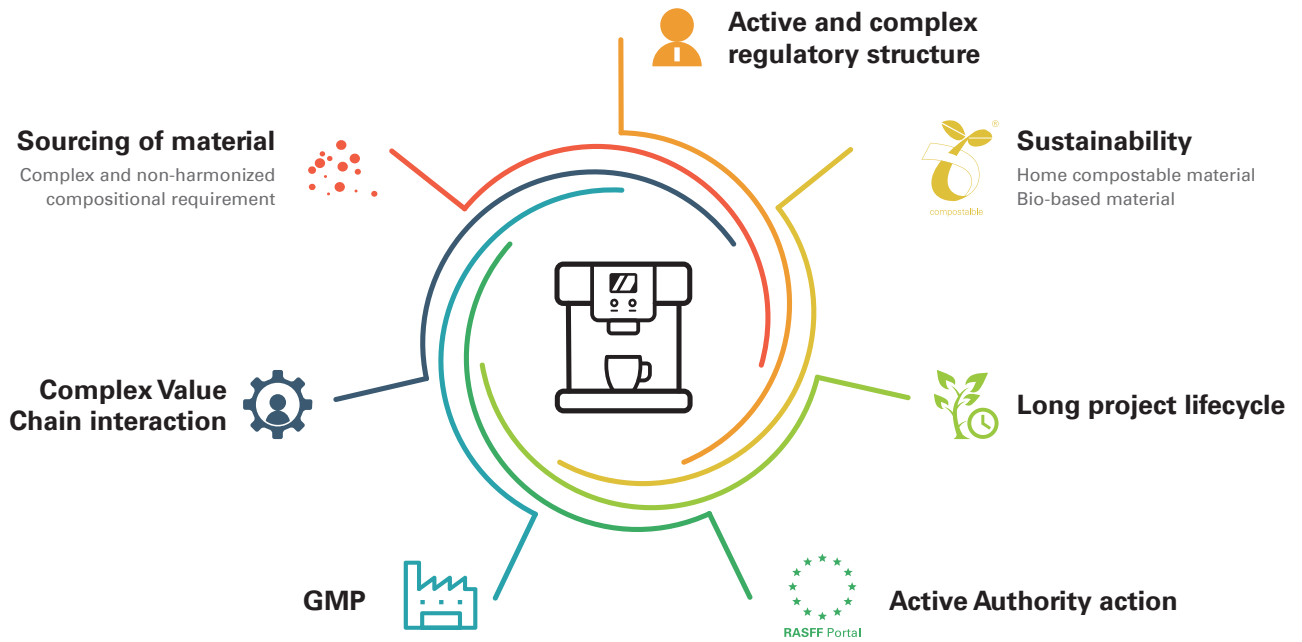 Active and complex
regulatory structure
Sustainability
Home compostable material
Bio-based material
®
compostalble
Long project lifecycle
Active Authority action
RASFF Portal
GMP
Complex Value
Chain interaction
Sourcing of material
Complex and non-harmonized
compositional requirement